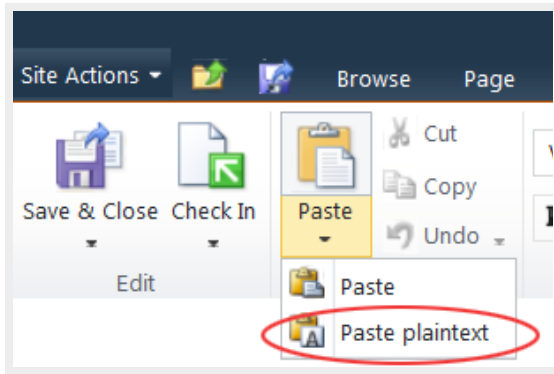 Site Actions Browse Page
Cut
Copy
Save & Close Check In Paste
Undo
Edit
Paste
Paste plaintext